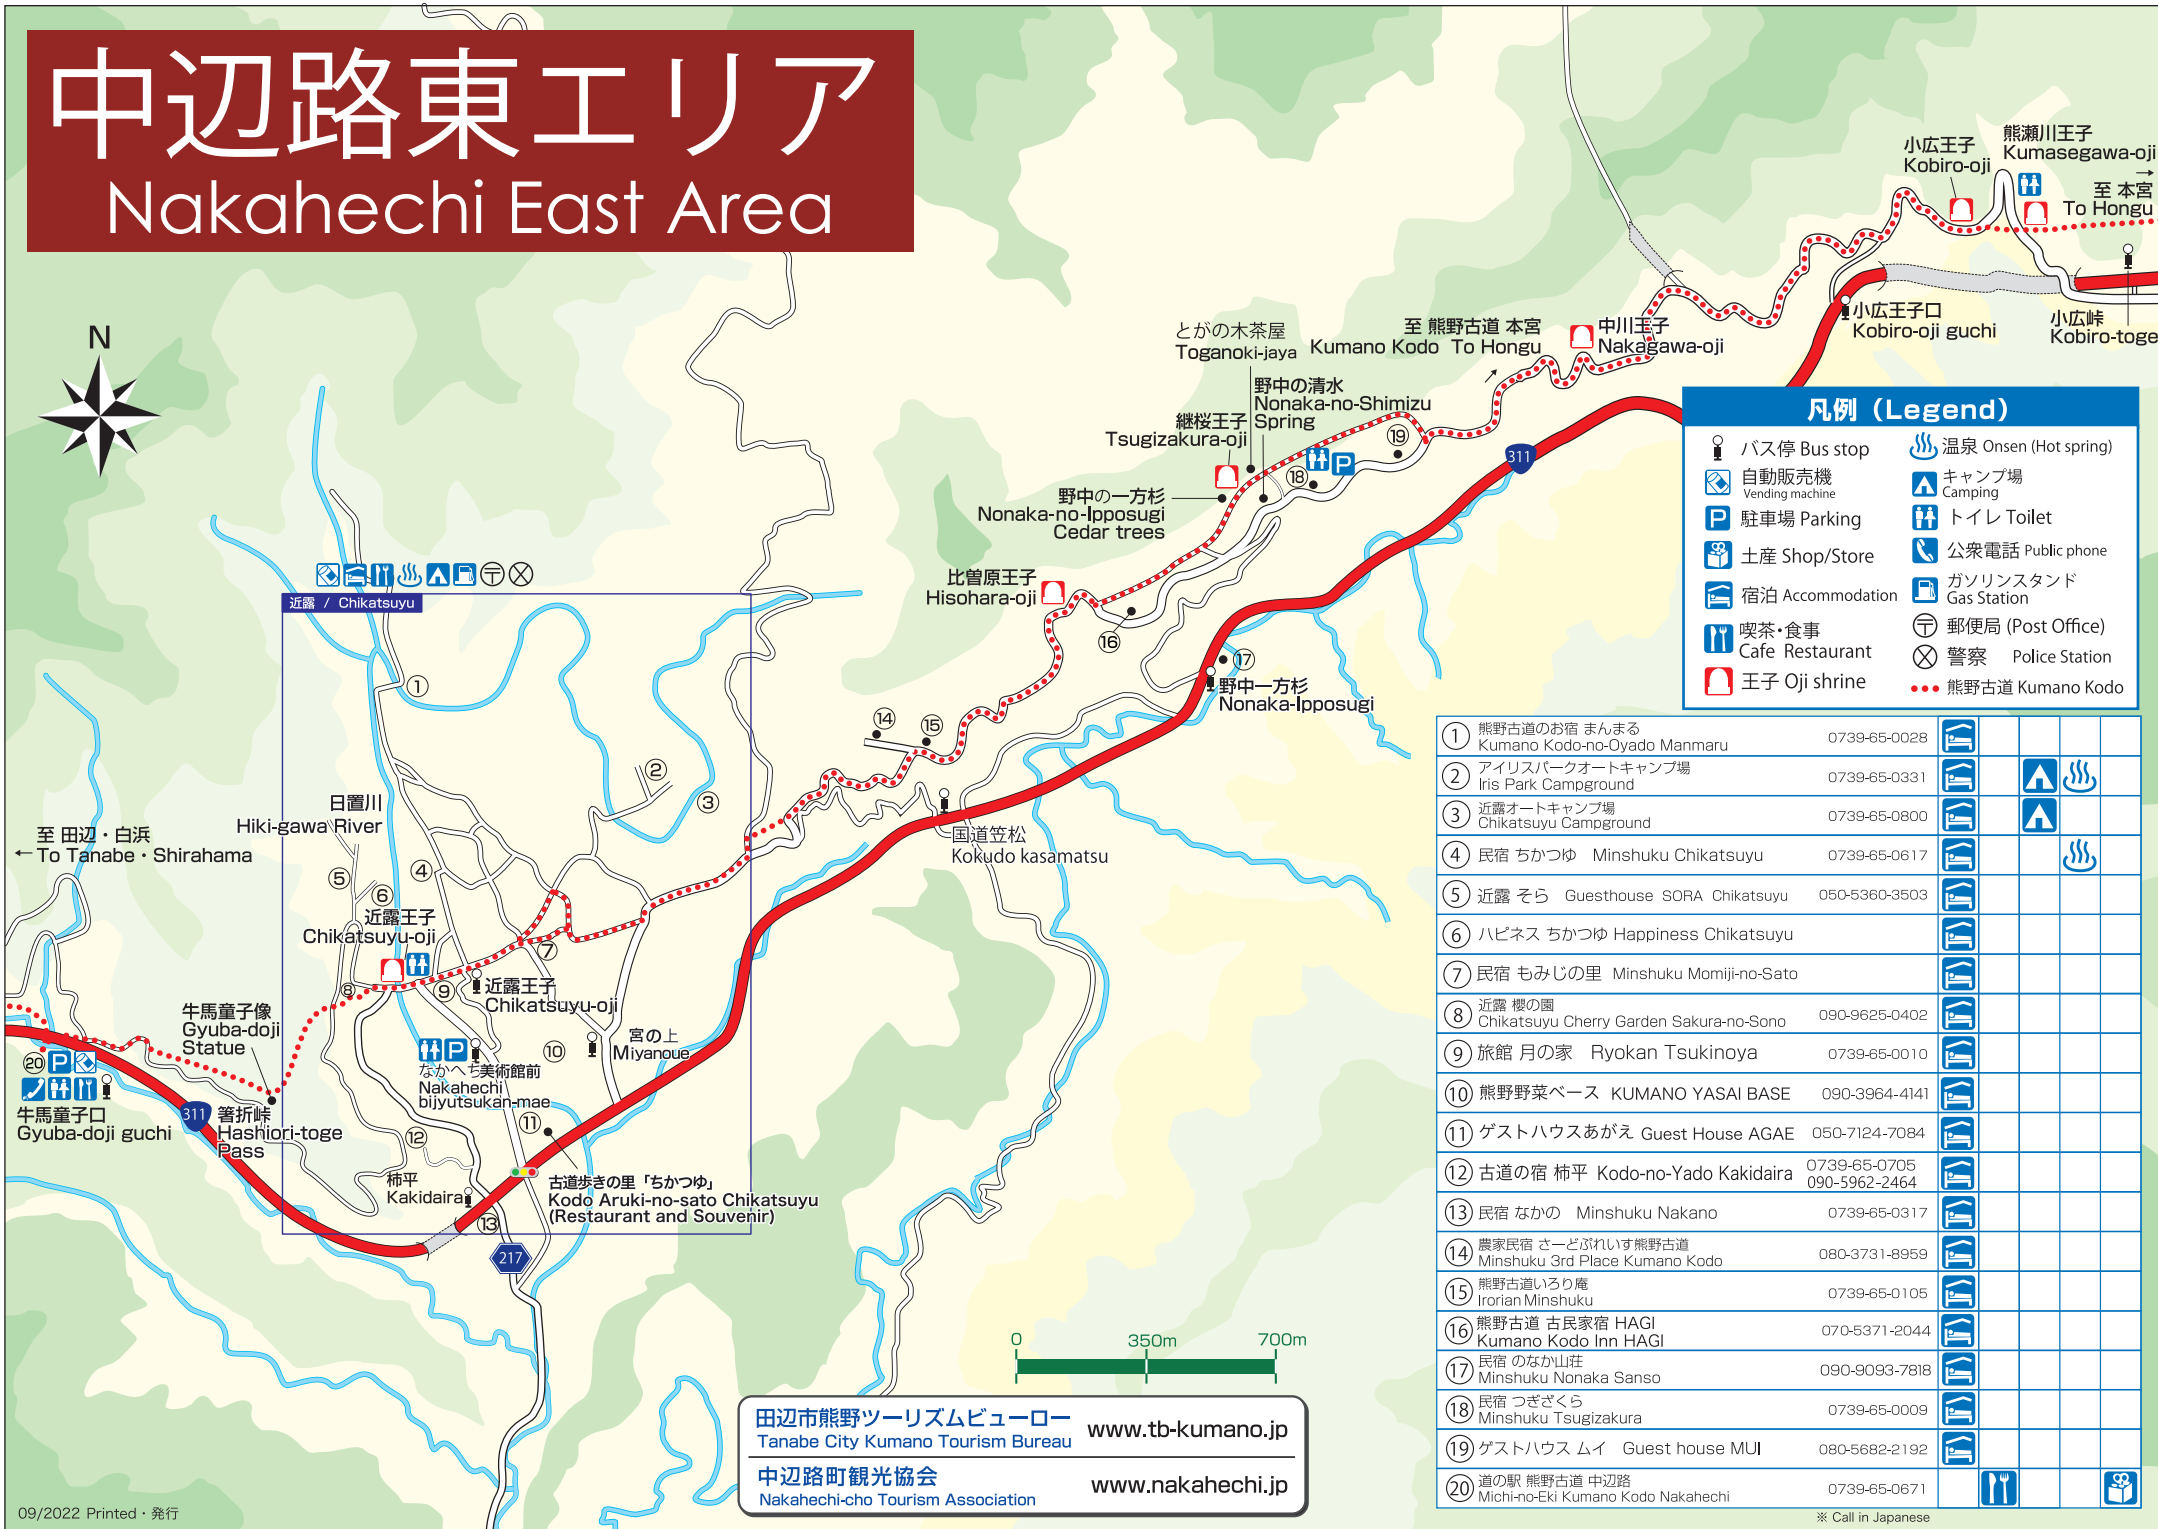 中辺路東エリア
Nakahechi East Area
N
小広王子
Kobiro-oji
熊瀬川王子
Kumasegawa-oji
→
至 本宮
To Hongu
小広王子口
Kobiro-oji guchi
小広峠
Kobiro-toge
とがの木茶屋
Toganoki-jaya
至 熊野古道 本宮
Kumano Kodo To Hongu
中川王子
Nakagawa-oji
野中の清水
Nonaka-no-Shimizu
Spring
継桜王子
Tsugizakura-oji
野中の一方杉
Nonaka-no-Ipposugi
Cedar trees
⑲
⑱
P
311
比曽原王子
Hisohara-oji
⑯
⑰
野中一方杉
Nonaka-Ipposugi
⑭
⑮
国道笠松
Kokudo kasamatsu
近露 / Chikatsuyu
①
②
③
日置川
Hiki-gawa River
至 田辺・白浜
← To Tanabe・Shirahama
④
⑤
⑥
近露王子
Chikatsuyu-oji
⑦
⑧
⑨
近露王子
Chikatsuyu-oji
牛馬童子像
Gyuba-doji
Statue
宮の上
Miyanoue
⑩
P
なかへち美術館前
Nakahechi
bijyutsukan-mae
⑳
P
牛馬童子口
Gyuba-doji guchi
311
箸折峠
Hashiori-toge
Pass
⑪
⑫
柿平
Kakidaira
⑬
古道歩きの里「ちかつゆ」
Kodo Aruki-no-sato Chikatsuyu
(Restaurant and Souvenir)
217
凡例（Legend）
バス停 Bus stop
自動販売機
Vending machine
P 駐車場 Parking
土産 Shop/Store
宿泊 Accommodation
喫茶・食事
Cafe Restaurant
王子 Oji shrine
温泉 Onsen (Hot spring)
キャンプ場
Camping
トイレ Toilet
公衆電話 Public phone
ガソリンスタンド
Gas Station
郵便局 (Post Office)
警察 Police Station
熊野古道 Kumano Kodo
① 熊野古道のお宿 まんまる
Kumano Kodo-no-Oyado Manmaru 0739-65-0028
② アイリスパークオートキャンプ場
Iris Park Campground 0739-65-0331
③ 近露オートキャンプ場
Chikatsuyu Campground 0739-65-0800
④ 民宿 ちかつゆ Minshuku Chikatsuyu 0739-65-0617
⑤ 近露 そら Guesthouse SORA Chikatsuyu 050-5360-3503
⑥ ハピネス ちかつゆ Happiness Chikatsuyu
⑦ 民宿 もみじの里 Minshuku Momiji-no-Sato
⑧ 近露 櫻の園
Chikatsuyu Cherry Garden Sakura-no-Sono 090-9625-0402
⑨ 旅館 月の家 Ryokan Tsukinoya 0739-65-0010
⑩ 熊野野菜ベース KUMANO YASAI BASE 090-3964-4141
⑪ ゲストハウスあがえ Guest House AGAE 050-7124-7084
⑫ 古道の宿 柿平 Kodo-no-Yado Kakidaira 0739-65-0705
090-5962-2464
⑬ 民宿 なかの Minshuku Nakano 0739-65-0317
⑭ 農家民宿 さーどぷれいす熊野古道
Minshuku 3rd Place Kumano Kodo 080-3731-8959
⑮ 熊野古道いろり庵
Irorian Minshuku 0739-65-0105
⑯ 熊野古道 古民家宿 HAGI
Kumano Kodo Inn HAGI 070-5371-2044
⑰ 民宿 のなか山荘
Minshuku Nonaka Sanso 090-9093-7818
⑱ 民宿 つぎざくら
Minshuku Tsugizakura 0739-65-0009
⑲ ゲストハウス ムイ Guest house MUI 080-5682-2192
⑳ 道の駅 熊野古道 中辺路
Michi-no-Eki Kumano Kodo Nakahechi 0739-65-0671
※ Call in Japanese
0 350m 700m
田辺市熊野ツーリズムビューロー
Tanabe City Kumano Tourism Bureau www.tb-kumano.jp
中辺路町観光協会
Nakahechi-cho Tourism Association www.nakahechi.jp
09/2022 Printed・発行